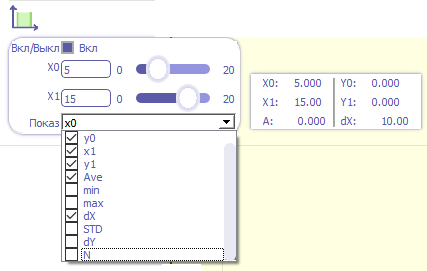 Вкл/Выкл Вкл
X0 5 0 20
X1 15 0 20
Показ x0
y0
x1
y1
Ave
min
max
dX
STD
dY
N
X0: 5.000 Y0: 0.000
X1: 15.00 Y1: 0.000
A: 0.000 dX: 10.00